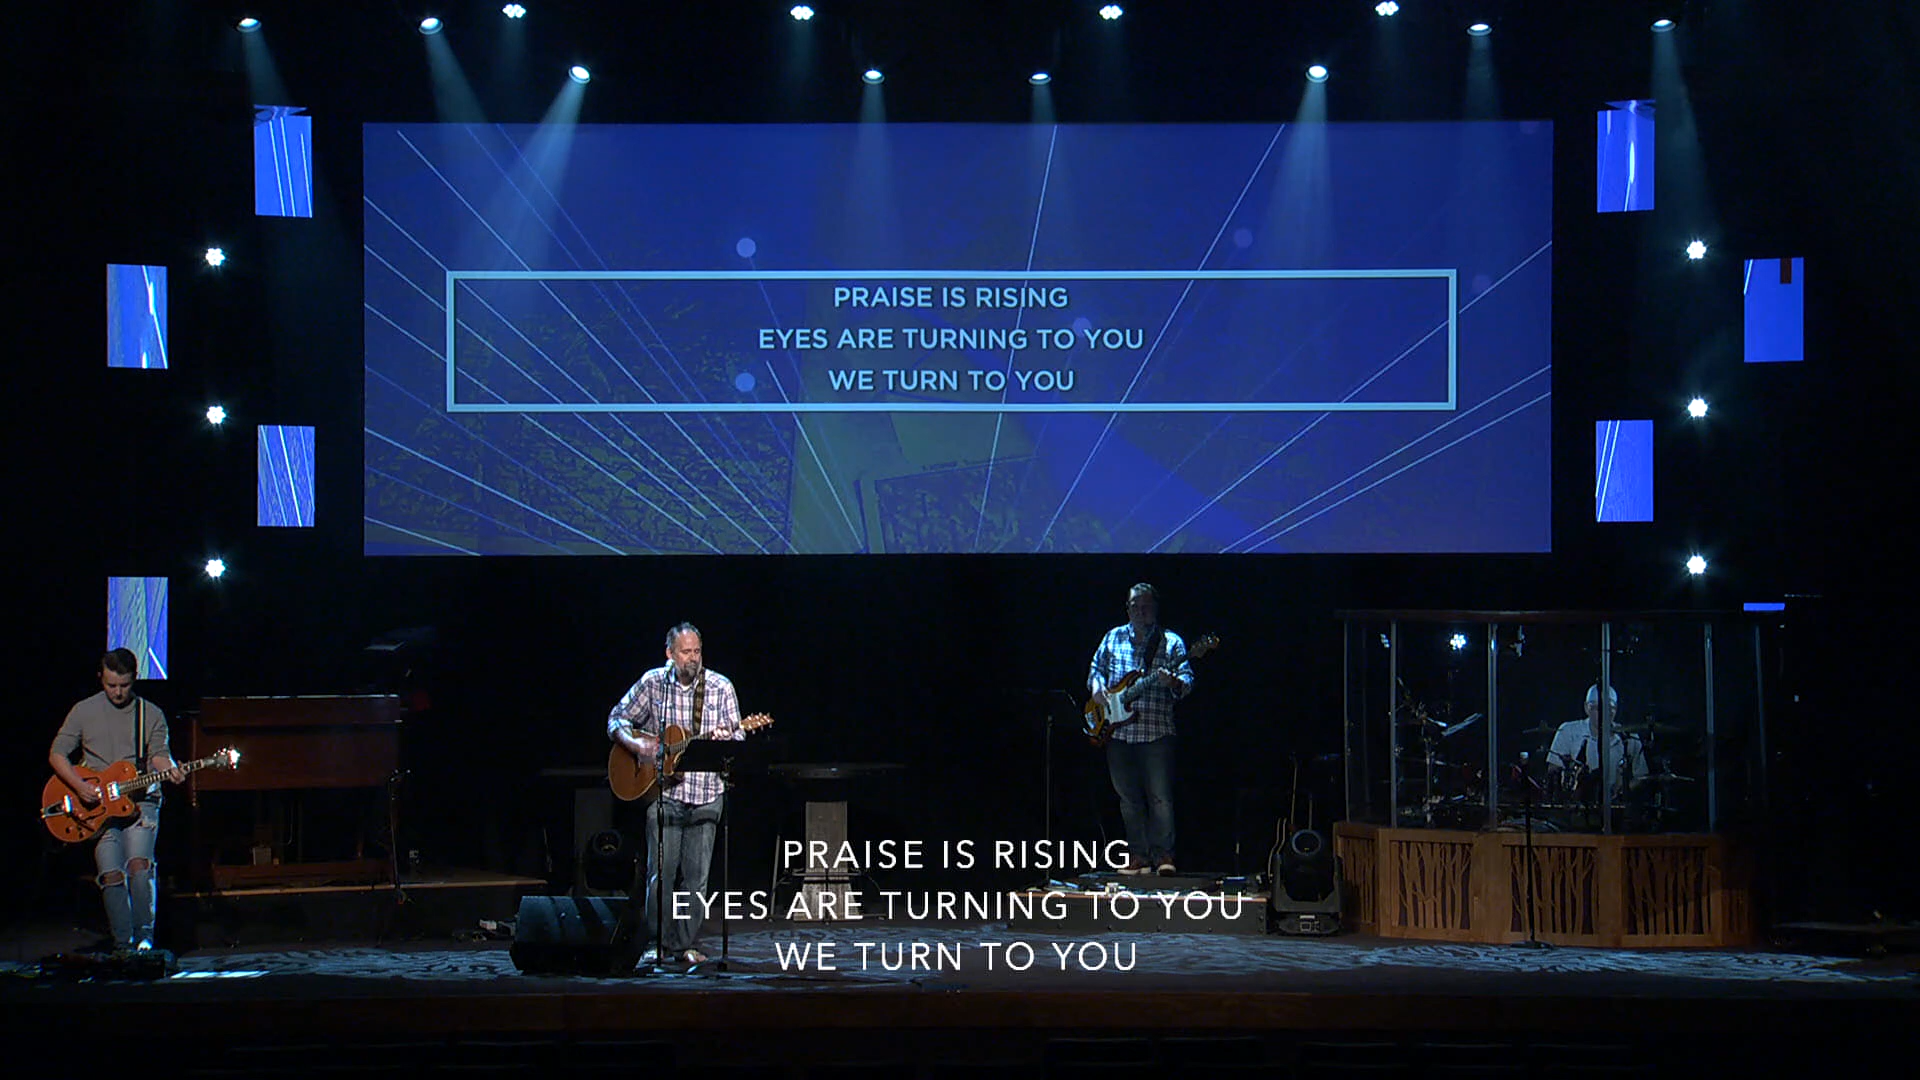 PRAISE IS RISING
EYES ARE TURNING TO YOU
WE TURN TO YOU
PRAISE IS RISING
EYES ARE TURNING TO YOU
WE TURN TO YOU